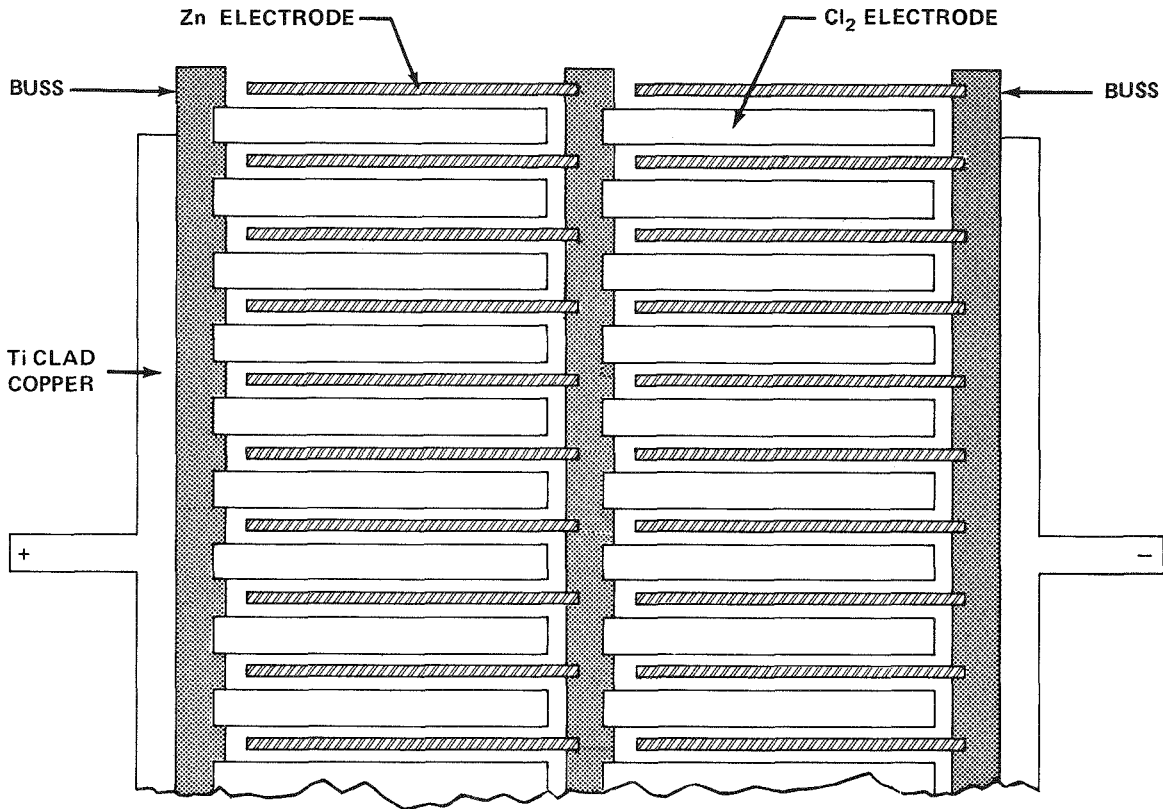 Zn ELECTRODE
Cl₂ ELECTRODE
BUSS
BUSS
Ti CLAD
COPPER
+
−